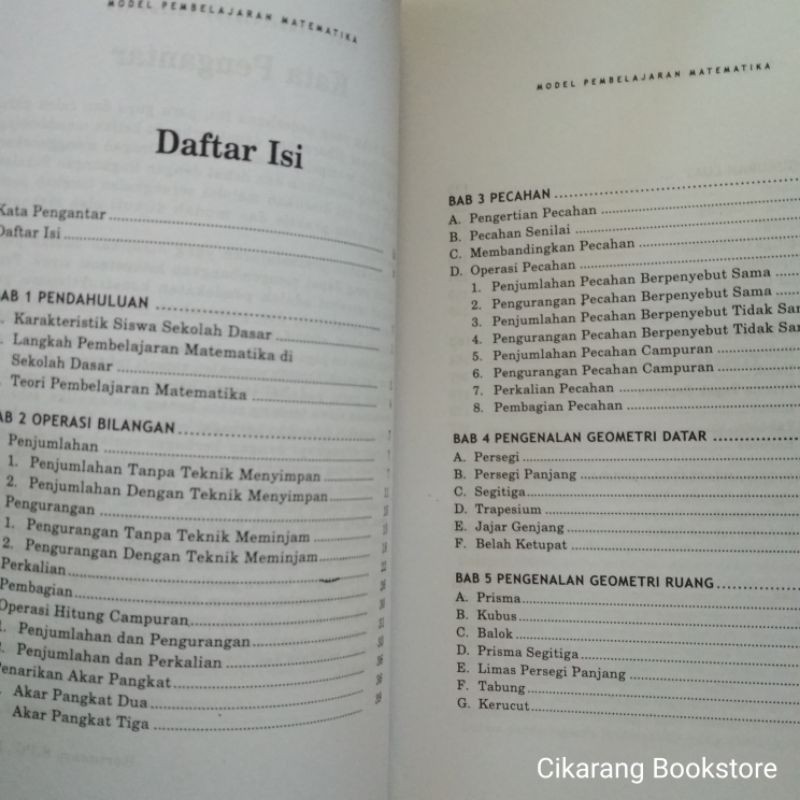 MODEL PEMBELAJARAN MATEMATIKA
Daftar Isi
Kata Pengantar
Daftar Isi
BAB 1 PENDAHULUAN
Karakteristik Siswa Sekolah Dasar
Langkah Pembelajaran Matematika di
Sekolah Dasar
Teori Pembelajaran Matematika
BAB 2 OPERASI BILANGAN
Penjumlahan
1. Penjumlahan Tanpa Teknik Menyimpan
2. Penjumlahan Dengan Teknik Menyimpan
Pengurangan
1. Pengurangan Tanpa Teknik Meminjam
2. Pengurangan Dengan Teknik Meminjam
Perkalian
Pembagian
Operasi Hitung Campuran
1. Penjumlahan dan Pengurangan
2. Penjumlahan dan Perkalian
Penarikan Akar Pangkat
Akar Pangkat Dua
Akar Pangkat Tiga
MODEL PEMBELAJARAN MATEMATIKA
BAB 3 PECAHAN
A. Pengertian Pecahan
B. Pecahan Senilai
C. Membandingkan Pecahan
D. Operasi Pecahan
1. Penjumlahan Pecahan Berpenyebut Sama
2. Pengurangan Pecahan Berpenyebut Sama
3. Penjumlahan Pecahan Berpenyebut Tidak Sam
4. Pengurangan Pecahan Berpenyebut Tidak Sam
5. Penjumlahan Pecahan Campuran
6. Pengurangan Pecahan Campuran
7. Perkalian Pecahan
8. Pembagian Pecahan
BAB 4 PENGENALAN GEOMETRI DATAR
A. Persegi
B. Persegi Panjang
C. Segitiga
D. Trapesium
E. Jajar Genjang
F. Belah Ketupat
BAB 5 PENGENALAN GEOMETRI RUANG
A. Prisma
B. Kubus
C. Balok
D. Prisma Segitiga
E. Limas Persegi Panjang
F. Tabung
G. Kerucut
Cikarang Bookstore